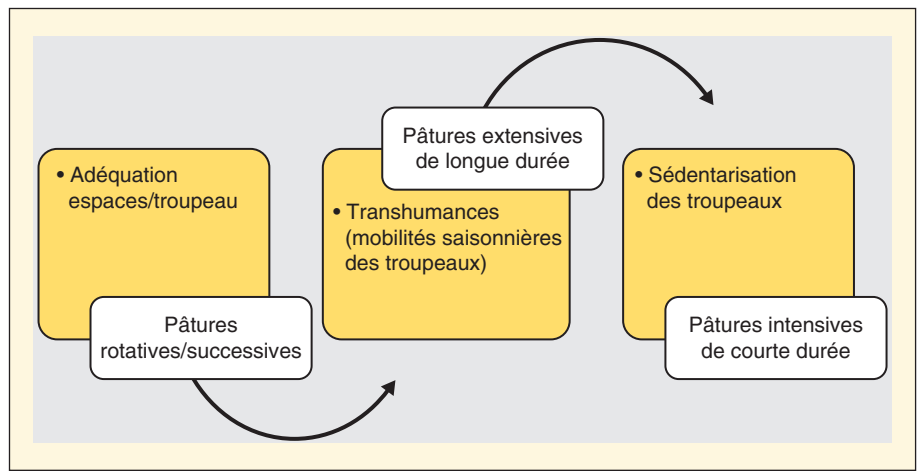 • Adéquation
espaces/troupeau
Pâtures
rotatives/successives
Pâtures extensives
de longue durée
• Transhumances
(mobilités saisonnières
des troupeaux)
• Sédentarisation
des troupeaux
Pâtures intensives
de courte durée